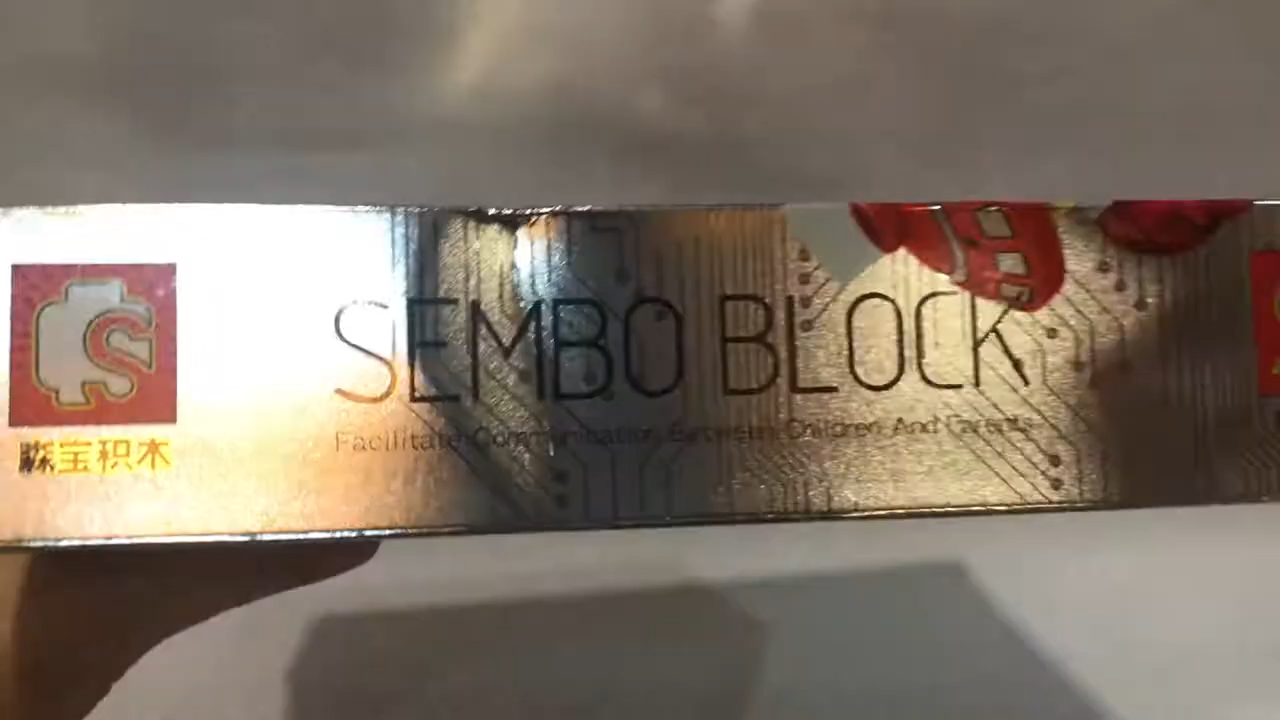 SEMBO BLOCK
Facilitate Communication Between Children And Parents
森宝积木